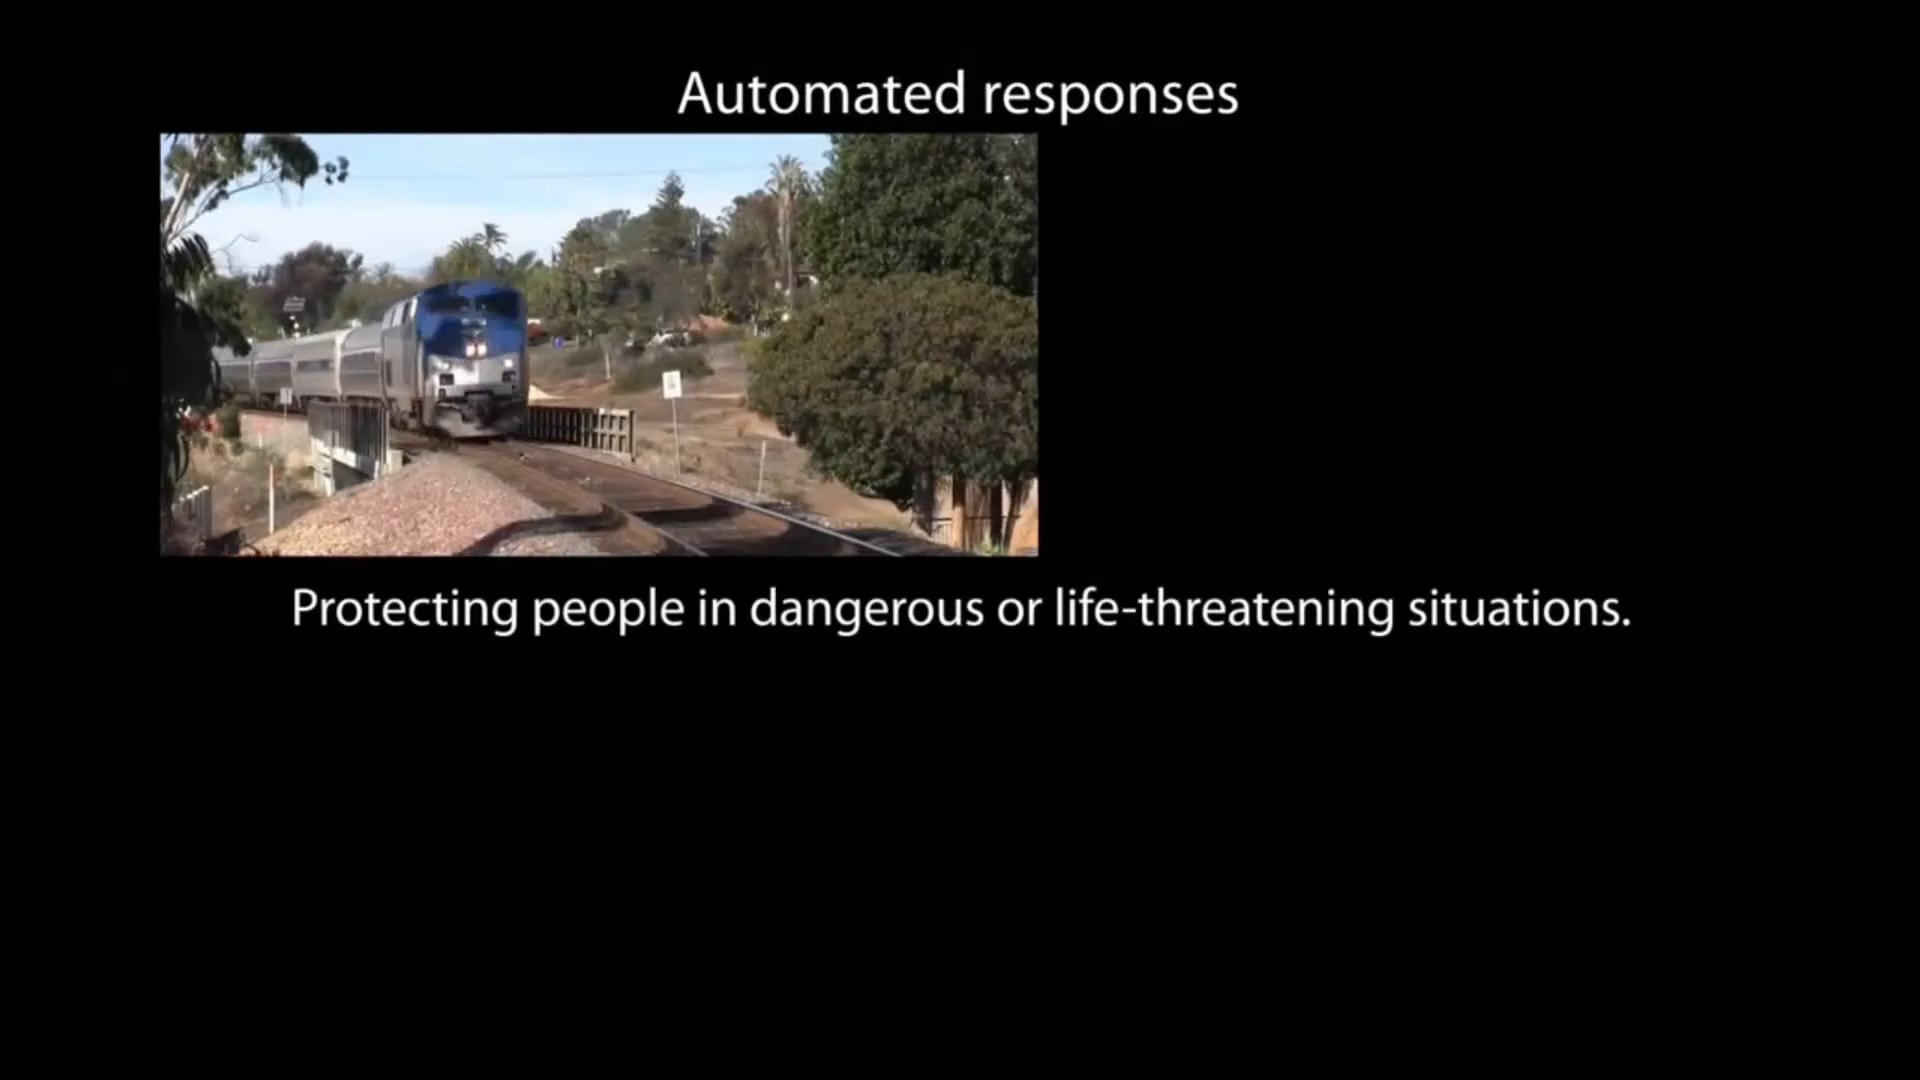 Automated responses
Protecting people in dangerous or life-threatening situations.